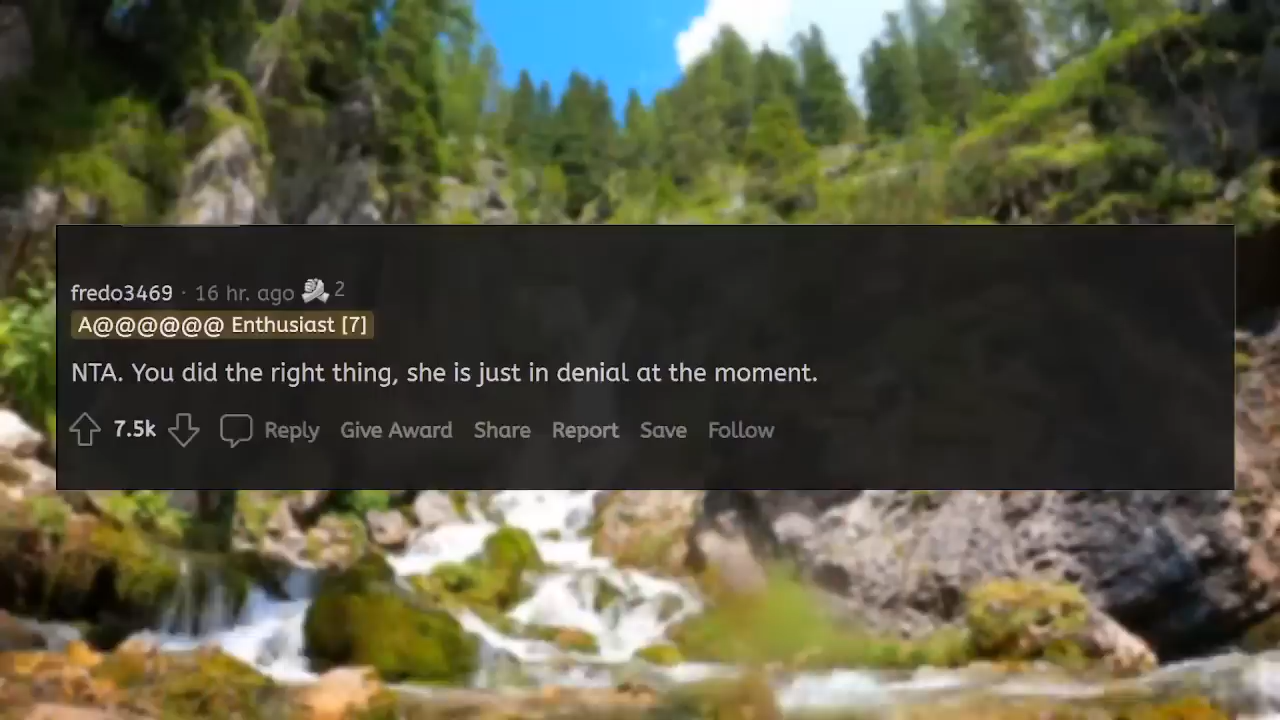 fredo3469 · 16 hr. ago 2
A@@@@@@ Enthusiast [7]
NTA. You did the right thing, she is just in denial at the moment.
7.5k Reply Give Award Share Report Save Follow